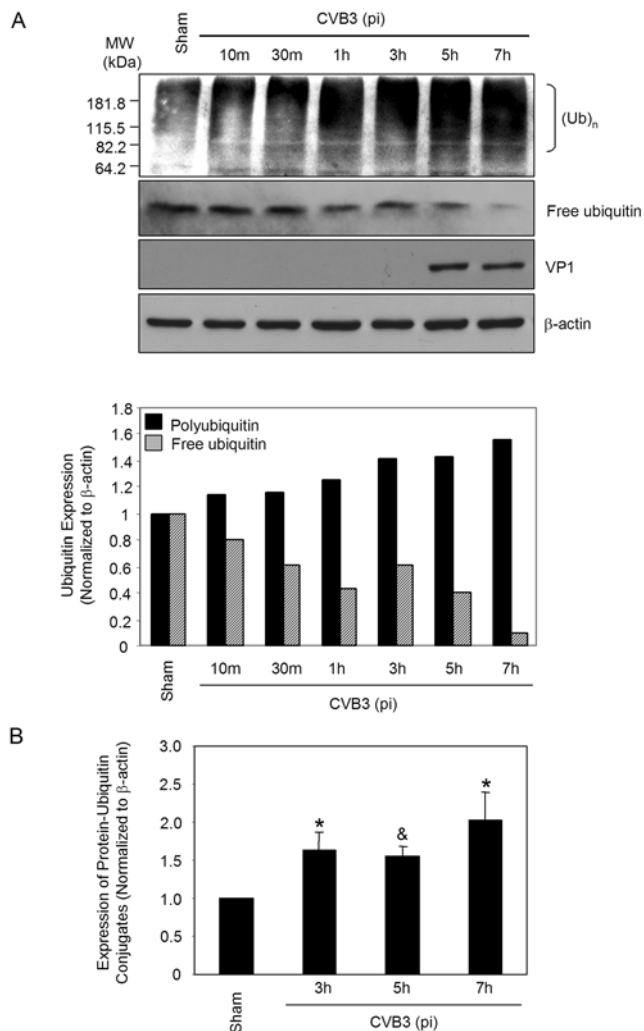 A
Sham
CVB3 (pi)
MW
(kDa)
10m 30m 1h 3h 5h 7h
181.8
115.5
82.2
64.2
(Ub)n
Free ubiquitin
VP1
β-actin
Ubiquitin Expression
(Normalized to β-actin)
1.8
1.6
1.4
1.2
1
0.8
0.6
0.4
0.2
0
Polyubiquitin
Free ubiquitin
Sham
10m 30m 1h 3h 5h 7h
CVB3 (pi)
B
Expression of Protein-Ubiquitin
Conjugates (Normalized to β-actin)
3.0
2.5
2.0
1.5
1.0
0.5
0
*
&
*
Sham
3h 5h 7h
CVB3 (pi)